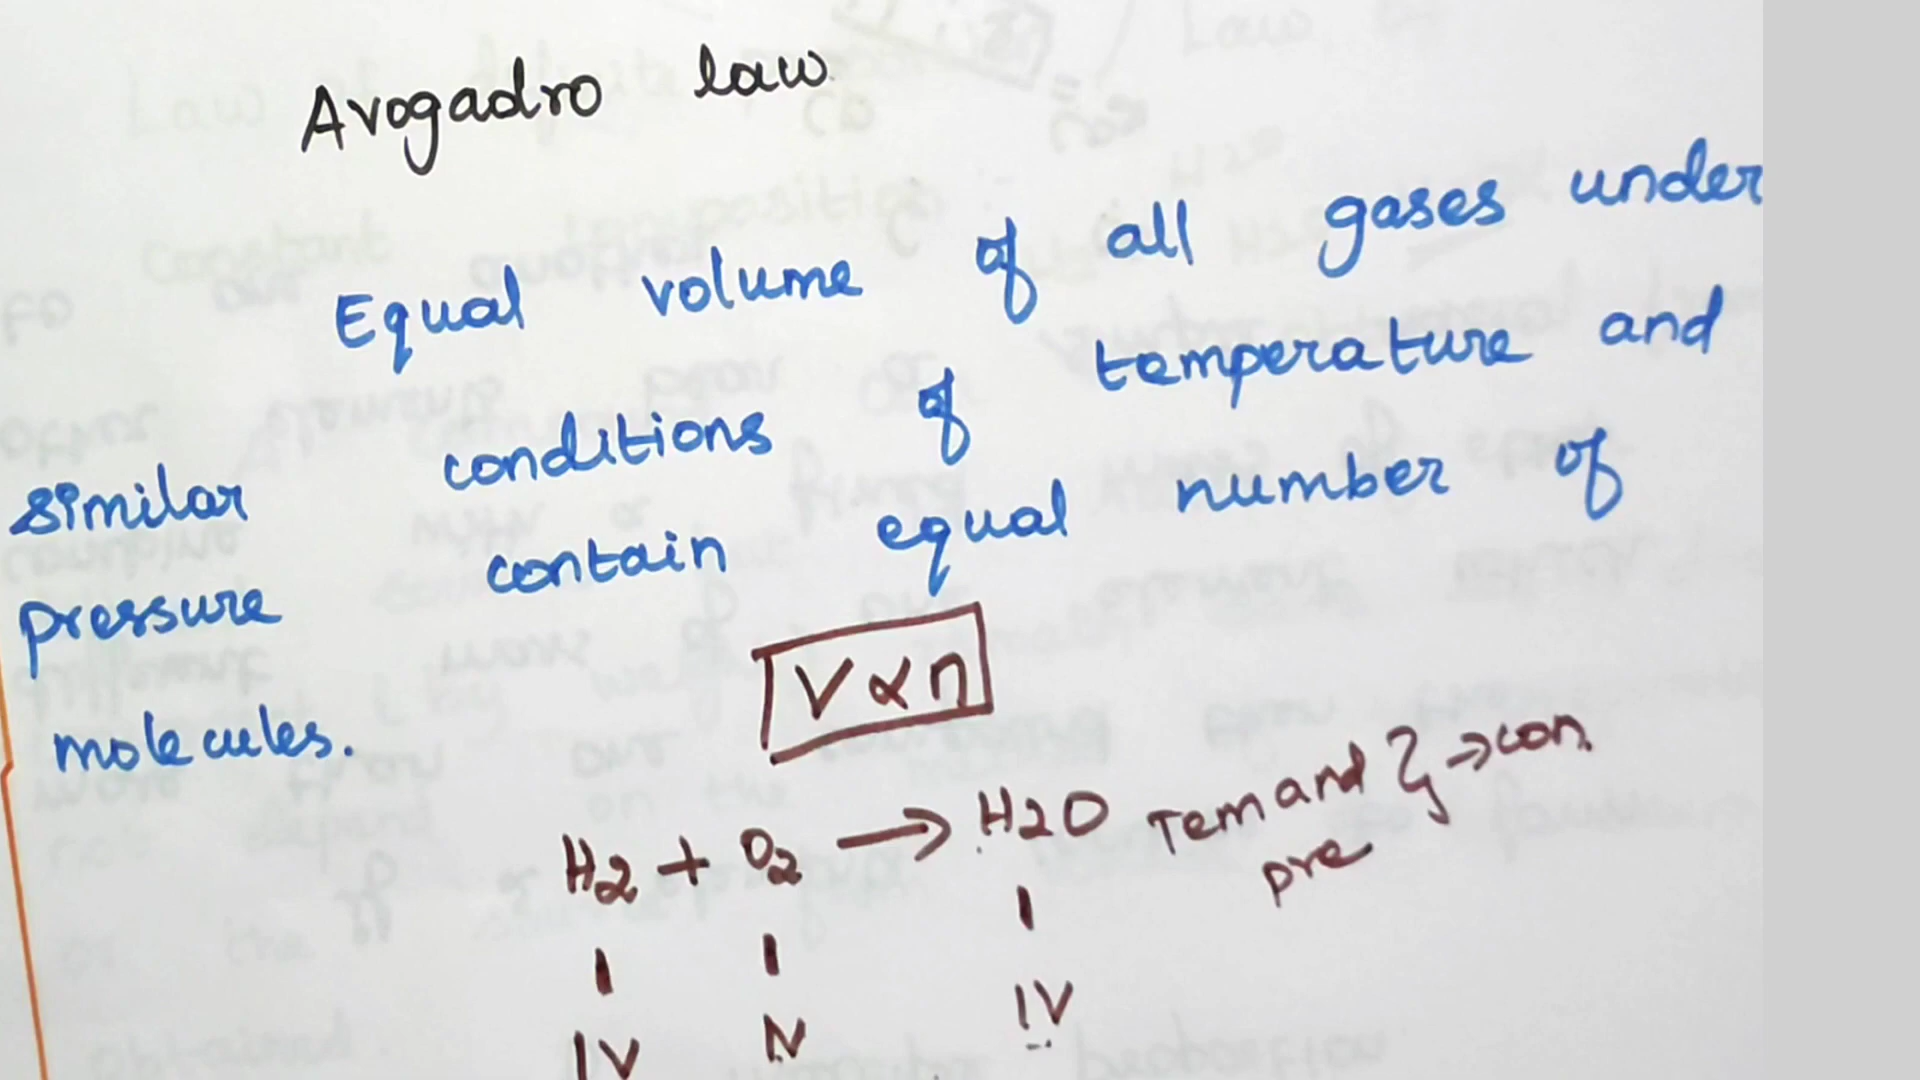 Avogadro law
Equal volume of all gases under
similar conditions of temperature and
pressure contain equal number of
molecules.
V ∝ n
H2 + O2 → H2O Tem and } → con.
pre
1 1 1
1V 1V 1V